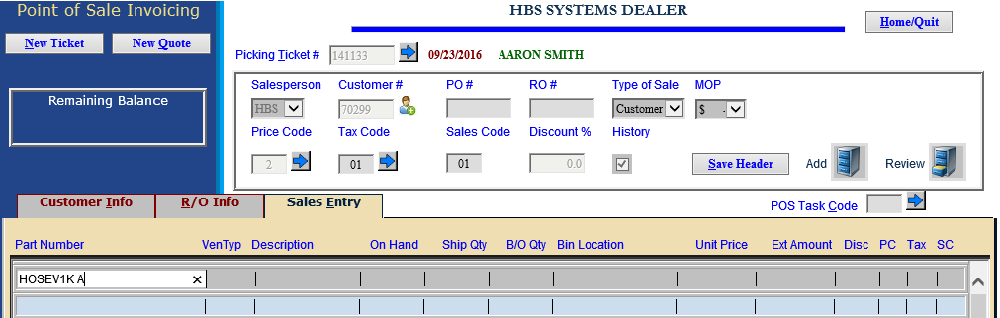 Point of Sale Invoicing
New Ticket New Quote
Remaining Balance
HBS SYSTEMS DEALER
Home/Quit
Picking Ticket # 141133 09/23/2016 AARON SMITH
Salesperson Customer # PO # RO # Type of Sale MOP
HBS 70299 Customer $ -
Price Code Tax Code Sales Code Discount % History
2 01 01 0.0 Save Header Add Review
Customer Info R/O Info Sales Entry
POS Task Code
Part Number VenTyp Description On Hand Ship Qty B/O Qty Bin Location Unit Price Ext Amount Disc PC Tax SC
HOSEV1K A